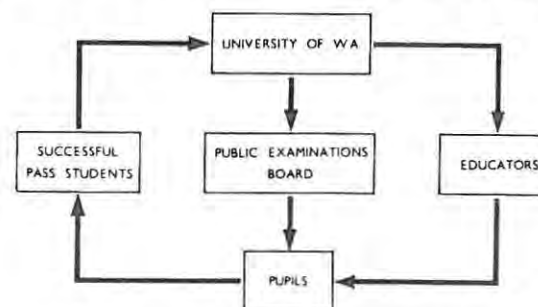 UNIVERSITY OF WA
SUCCESSFUL
PASS STUDENTS
PUBLIC EXAMINATIONS
BOARD
EDUCATORS
PUPILS